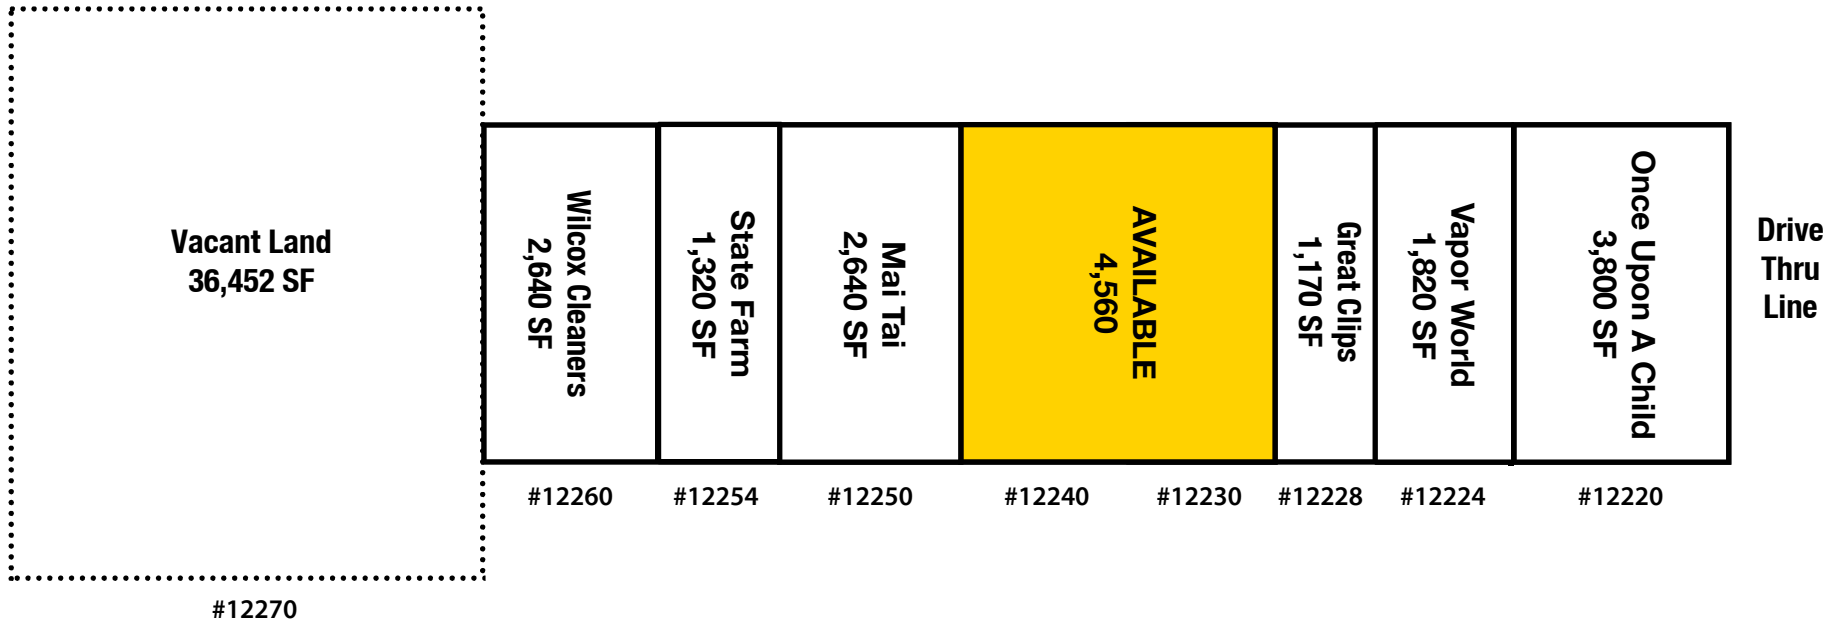 Vacant Land
36,452 SF
Wilcox Cleaners
2,640 SF
State Farm
1,320 SF
Mai Tai
2,640 SF
AVAILABLE
4,560
Great Clips
1,170 SF
Vapor World
1,820 SF
Once Upon A Child
3,800 SF
Drive
Thru
Line
#12260
#12254
#12250
#12240
#12230
#12228
#12224
#12220
#12270